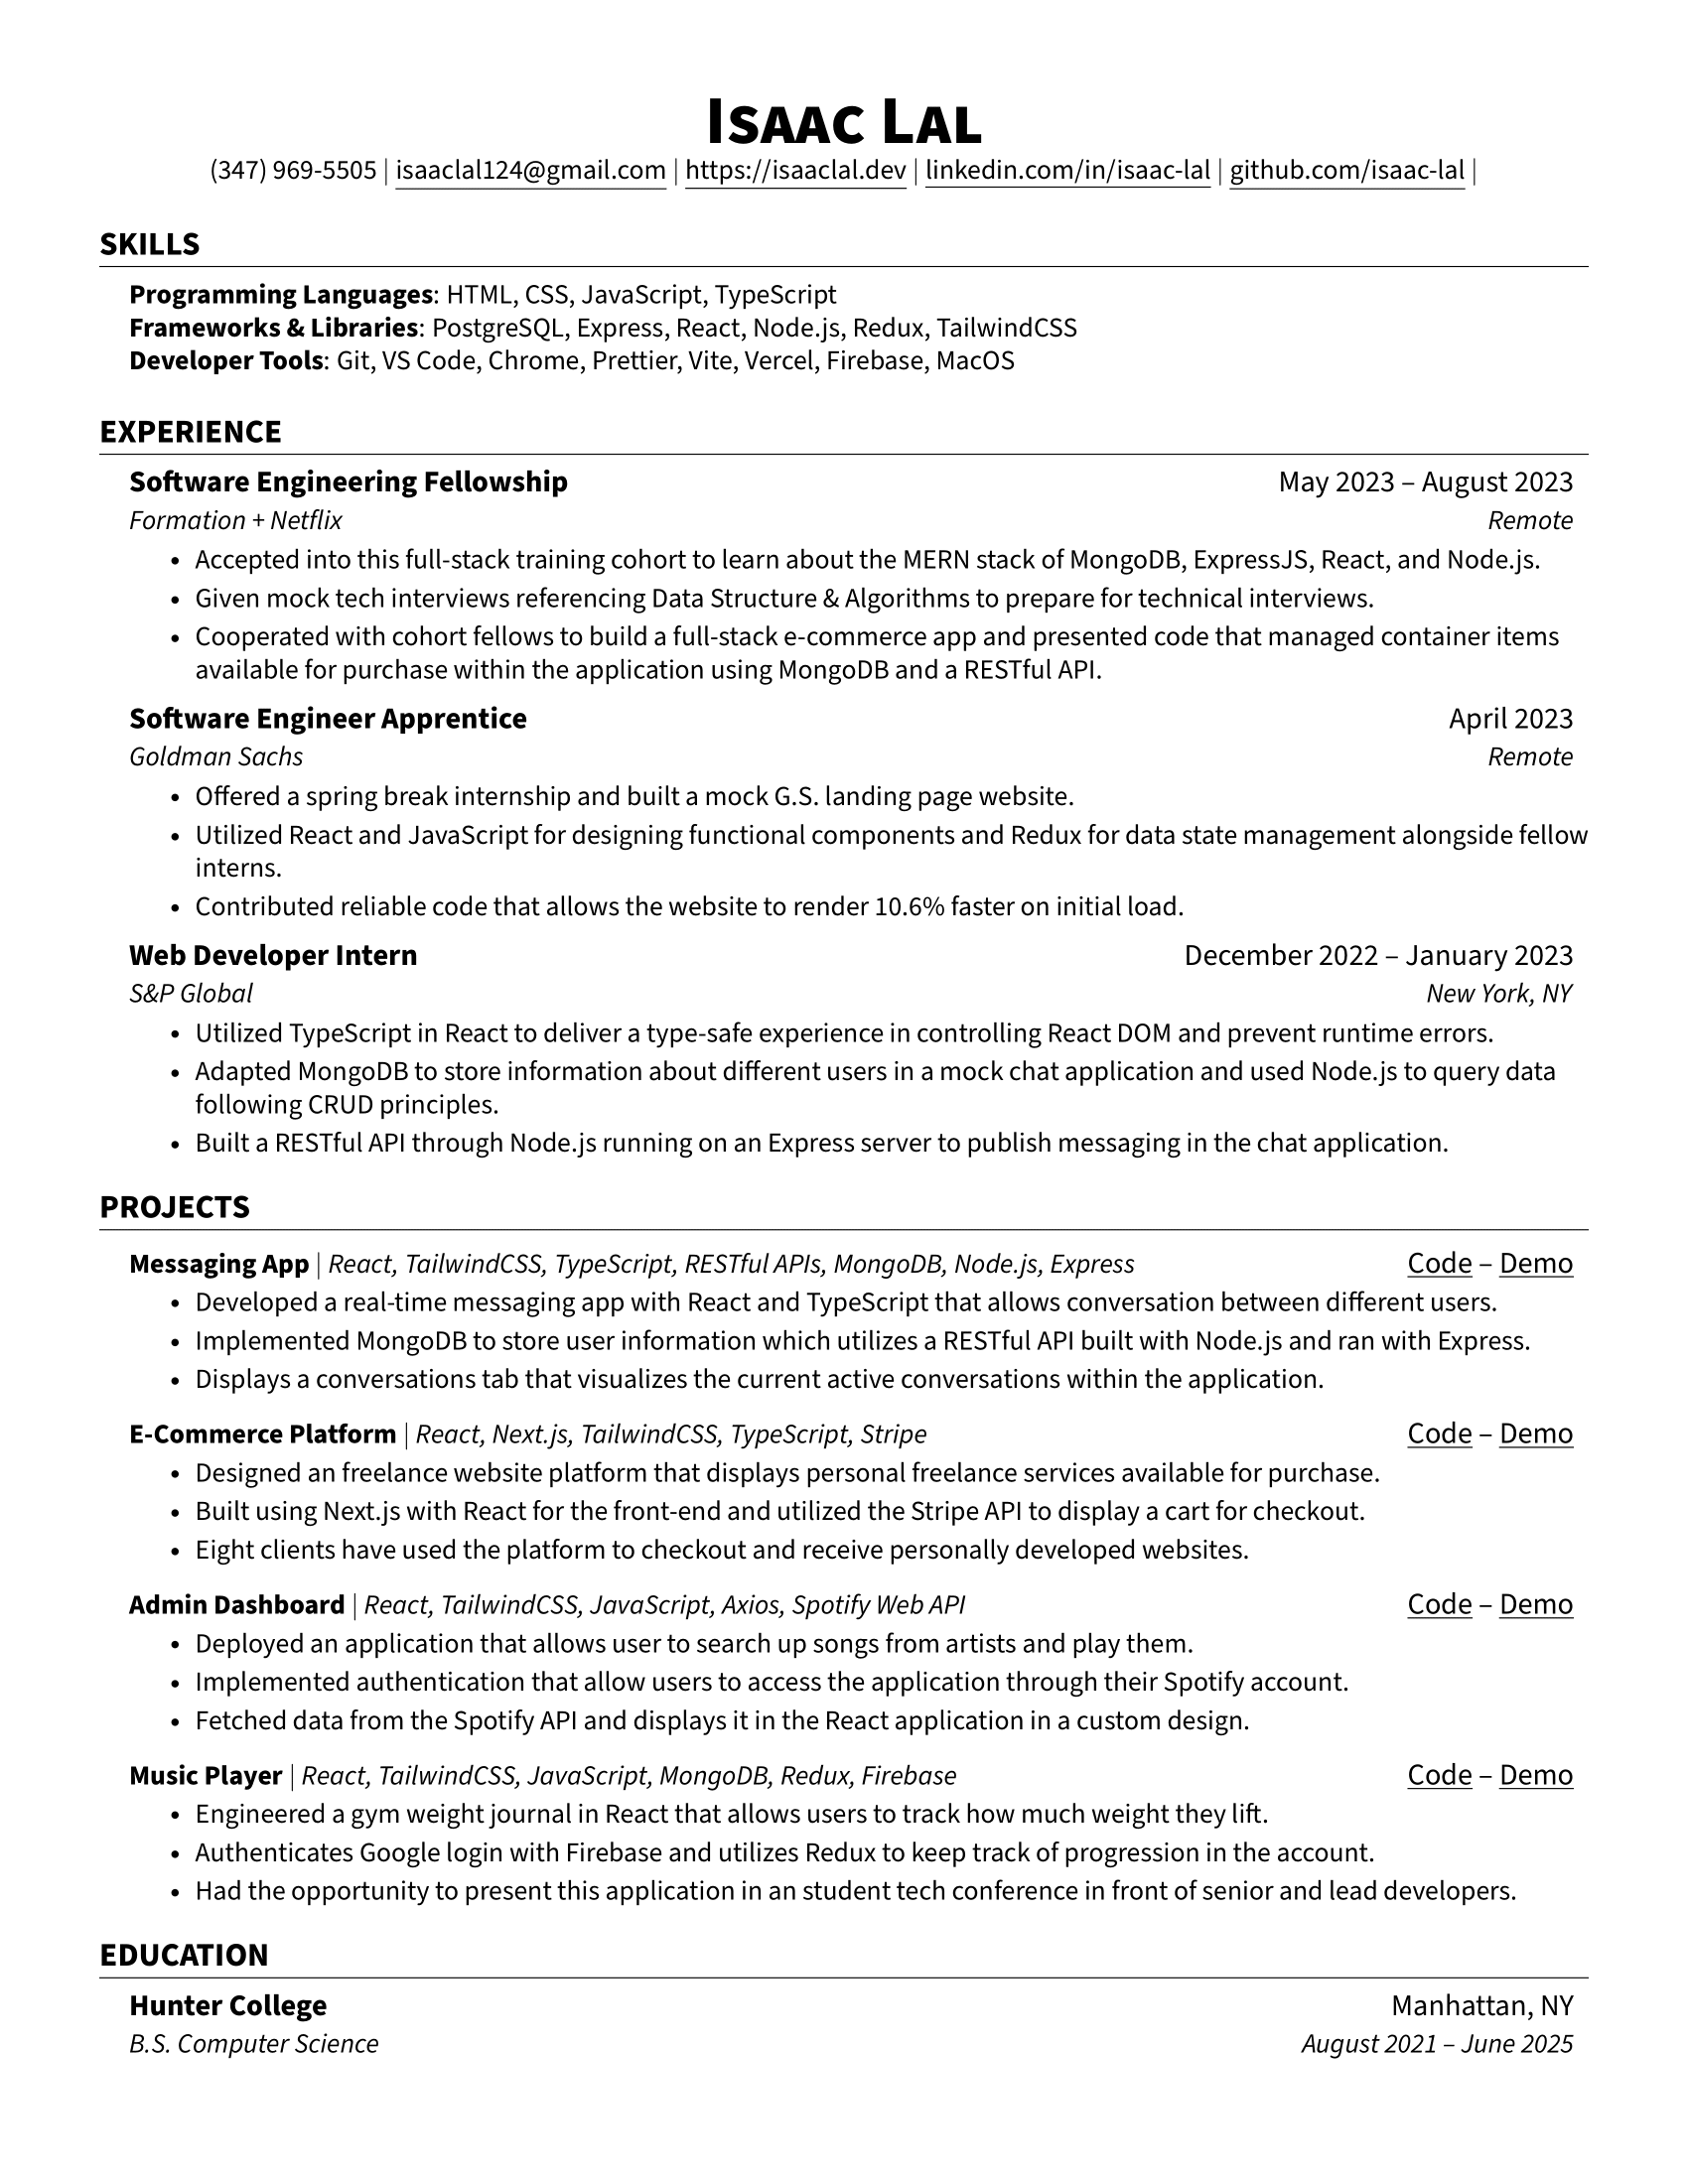 Isaac Lal
(347) 969-5505 | isaaclal124@gmail.com | https://isaaclal.dev | linkedin.com/in/isaac-lal | github.com/isaac-lal |
SKILLS
Programming Languages: HTML, CSS, JavaScript, TypeScript
Frameworks & Libraries: PostgreSQL, Express, React, Node.js, Redux, TailwindCSS
Developer Tools: Git, VS Code, Chrome, Prettier, Vite, Vercel, Firebase, MacOS
EXPERIENCE
Software Engineering Fellowship May 2023 – August 2023
Formation + Netflix Remote
• Accepted into this full-stack training cohort to learn about the MERN stack of MongoDB, ExpressJS, React, and Node.js.
• Given mock tech interviews referencing Data Structure & Algorithms to prepare for technical interviews.
• Cooperated with cohort fellows to build a full-stack e-commerce app and presented code that managed container items
available for purchase within the application using MongoDB and a RESTful API.
Software Engineer Apprentice April 2023
Goldman Sachs Remote
• Offered a spring break internship and built a mock G.S. landing page website.
• Utilized React and JavaScript for designing functional components and Redux for data state management alongside fellow
interns.
• Contributed reliable code that allows the website to render 10.6% faster on initial load.
Web Developer Intern December 2022 – January 2023
S&P Global New York, NY
• Utilized TypeScript in React to deliver a type-safe experience in controlling React DOM and prevent runtime errors.
• Adapted MongoDB to store information about different users in a mock chat application and used Node.js to query data
following CRUD principles.
• Built a RESTful API through Node.js running on an Express server to publish messaging in the chat application.
PROJECTS
Messaging App | React, TailwindCSS, TypeScript, RESTful APIs, MongoDB, Node.js, Express Code – Demo
• Developed a real-time messaging app with React and TypeScript that allows conversation between different users.
• Implemented MongoDB to store user information which utilizes a RESTful API built with Node.js and ran with Express.
• Displays a conversations tab that visualizes the current active conversations within the application.
E-Commerce Platform | React, Next.js, TailwindCSS, TypeScript, Stripe Code – Demo
• Designed an freelance website platform that displays personal freelance services available for purchase.
• Built using Next.js with React for the front-end and utilized the Stripe API to display a cart for checkout.
• Eight clients have used the platform to checkout and receive personally developed websites.
Admin Dashboard | React, TailwindCSS, JavaScript, Axios, Spotify Web API Code – Demo
• Deployed an application that allows user to search up songs from artists and play them.
• Implemented authentication that allow users to access the application through their Spotify account.
• Fetched data from the Spotify API and displays it in the React application in a custom design.
Music Player | React, TailwindCSS, JavaScript, MongoDB, Redux, Firebase Code – Demo
• Engineered a gym weight journal in React that allows users to track how much weight they lift.
• Authenticates Google login with Firebase and utilizes Redux to keep track of progression in the account.
• Had the opportunity to present this application in an student tech conference in front of senior and lead developers.
EDUCATION
Hunter College Manhattan, NY
B.S. Computer Science August 2021 – June 2025